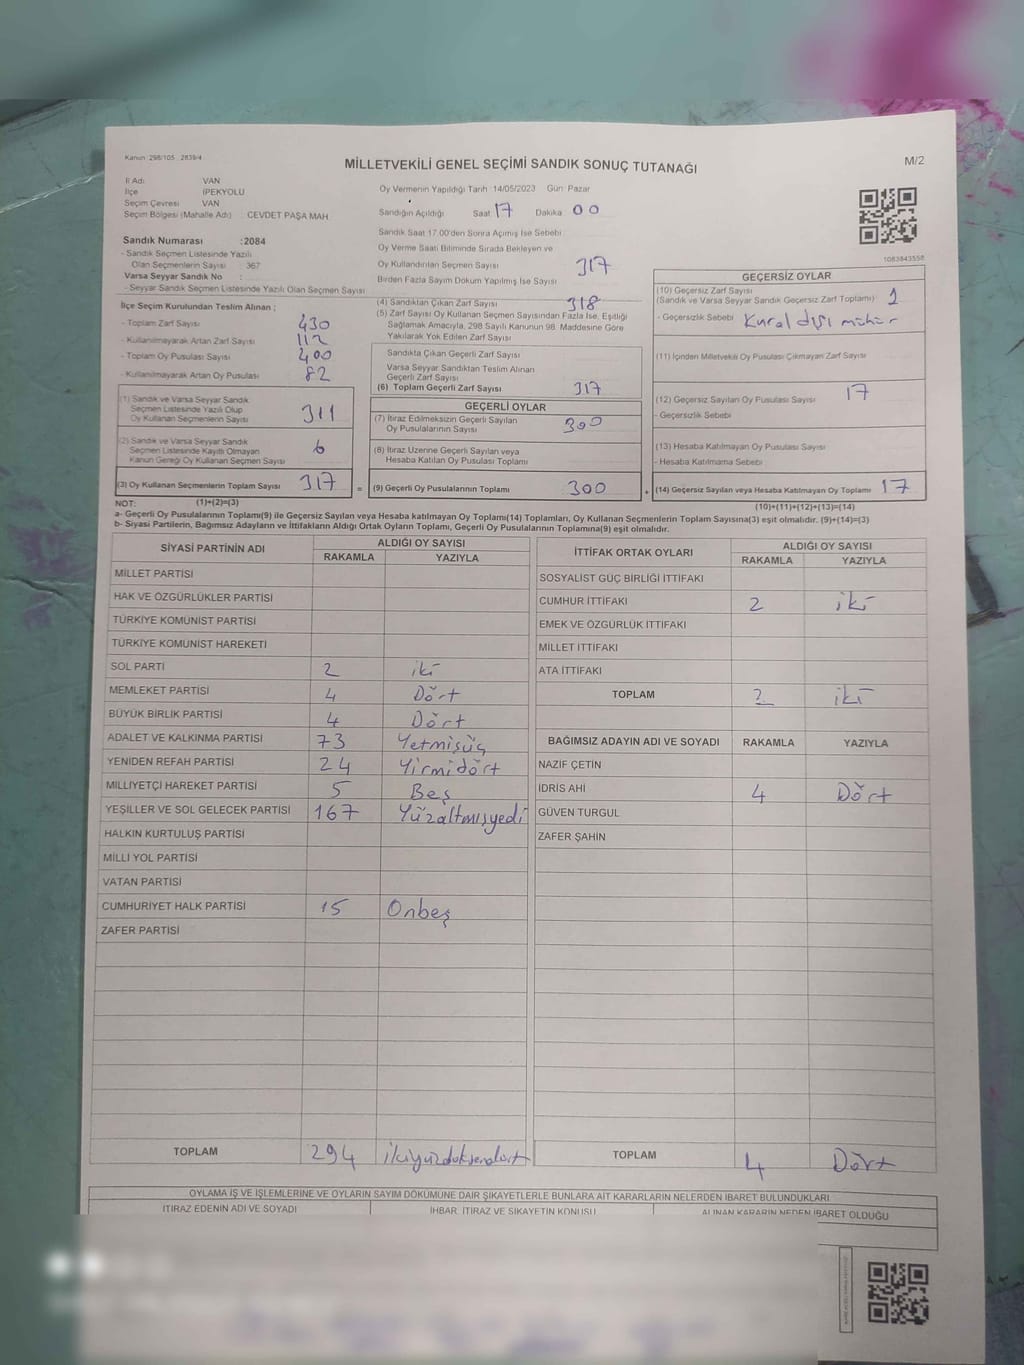 Kanun 298/105 2839/4
MİLLETVEKİLİ GENEL SEÇİMİ SANDIK SONUÇ TUTANAĞI
M/2
İl Adı VAN
İlçe İPEKYOLU
Seçim Çevresi VAN
Seçim Bölgesi (Mahalle Adı) : CEVDET PAŞA MAH.
Sandık Numarası :2084
- Sandık Seçmen Listesinde Yazılı
Olan Seçmenlerin Sayısı : 367
Varsa Seyyar Sandık No :
- Seyyar Sandık Seçmen Listesinde Yazılı Olan Seçmen Sayısı
Oy Vermenin Yapıldığı Tarih 14/05/2023 Gün: Pazar
Sandığın Açıldığı Saat 17 Dakika 00
Sandık Saat 17.00'den Sonra Açmış İse Sebebi
Oy Verme Saati Bitiminde Sırada Bekleyen ve
Oy Kullandırılan Seçmen Sayısı 317
Birden Fazla Sayım Döküm Yapılmış İse Sayısı
1083843558
İlçe Seçim Kurulundan Teslim Alınan ;
- Toplam Zarf Sayısı 430
- Kullanılmayarak Artan Zarf Sayısı 112
- Toplam Oy Pusulası Sayısı 400
- Kullanılmayarak Artan Oy Pusulası 82
(1) Sandık ve Varsa Seyyar Sandık
Seçmen Listesinde Yazılı Olup
Oy Kullanan Seçmenlerin Sayısı 311
(2) Sandık ve Varsa Seyyar Sandık
Seçmen Listesinde Kayıtlı Olmayan
Kanun Gereği Oy Kullanan Seçmen Sayısı 6
(3) Oy Kullanan Seçmenlerin Toplam Sayısı 317
(1)+(2)=(3)
(4) Sandıktan Çıkan Zarf Sayısı 318
(5) Zarf Sayısı Oy Kullanan Seçmen Sayısından Fazla İse, Eşitliği
Sağlamak Amacıyla, 298 Sayılı Kanunun 98. Maddesine Göre
Yakılarak Yok Edilen Zarf Sayısı
Sandıkta Çıkan Geçerli Zarf Sayısı
Varsa Seyyar Sandıktan Teslim Alınan
Geçerli Zarf Sayısı
(6) Toplam Geçerli Zarf Sayısı 317
GEÇERLİ OYLAR
(7) İtiraz Edilmeksizin Geçerli Sayılan
Oy Pusulalarının Sayısı 300
(8) İtiraz Üzerine Geçerli Sayılan veya
Hesaba Katılan Oy Pusulası Toplamı
= (9) Geçerli Oy Pusulalarının Toplamı 300
GEÇERSİZ OYLAR
(10) Geçersiz Zarf Sayısı
(Sandık ve Varsa Seyyar Sandık Geçersiz Zarf Toplamı) 1
- Geçersizlik Sebebi Kural dışı mühür
(11) İçinden Milletvekili Oy Pusulası Çıkmayan Zarf Sayısı
(12) Geçersiz Sayılan Oy Pusulası Sayısı 17
- Geçersizlik Sebebi
(13) Hesaba Katılmayan Oy Pusulası Sayısı
- Hesaba Katılmama Sebebi
+ (14) Geçersiz Sayılan veya Hesaba Katılmayan Oy Toplamı 17
(10)+(11)+(12)+(13)=(14)
NOT:
a- Geçerli Oy Pusulalarının Toplamı(9) ile Geçersiz Sayılan veya Hesaba katılmayan Oy Toplamı(14) Toplamları, Oy Kullanan Seçmenlerin Toplam Sayısına(3) eşit olmalıdır. (9)+(14)=(3)
b- Siyasi Partilerin, Bağımsız Adayların ve İttifakların Aldığı Ortak Oyların Toplamı, Geçerli Oy Pusulalarının Toplamına(9) eşit olmalıdır.
SİYASİ PARTİNİN ADI ALDIĞI OY SAYISI
RAKAMLA YAZIYLA
MİLLET PARTİSİ
HAK VE ÖZGÜRLÜKLER PARTİSİ
TÜRKİYE KOMÜNİST PARTİSİ
TÜRKİYE KOMÜNİST HAREKETİ
SOL PARTİ 2 iki
MEMLEKET PARTİSİ 4 Dört
BÜYÜK BİRLİK PARTİSİ 4 Dört
ADALET VE KALKINMA PARTİSİ 73 Yetmişüç
YENİDEN REFAH PARTİSİ 24 Yirmidört
MİLLİYETÇİ HAREKET PARTİSİ 5 Beş
YEŞİLLER VE SOL GELECEK PARTİSİ 167 Yüzaltmışyedi
HALKIN KURTULUŞ PARTİSİ
MİLLİ YOL PARTİSİ
VATAN PARTİSİ
CUMHURİYET HALK PARTİSİ 15 Onbeş
ZAFER PARTİSİ
TOPLAM 294 ikiyüzdoksandört
İTTİFAK ORTAK OYLARI ALDIĞI OY SAYISI
RAKAMLA YAZIYLA
SOSYALİST GÜÇ BİRLİĞİ İTTİFAKI
CUMHUR İTTİFAKI 2 iki
EMEK VE ÖZGÜRLÜK İTTİFAKI
MİLLET İTTİFAKI
ATA İTTİFAKI
TOPLAM 2 iki
BAĞIMSIZ ADAYIN ADI VE SOYADI RAKAMLA YAZIYLA
NAZİF ÇETİN
İDRİS AHİ 4 Dört
GÜVEN TURGUL
ZAFER ŞAHİN
TOPLAM 4 Dört
OYLAMA İŞ VE İŞLEMLERİNE VE OYLARIN SAYIM DÖKÜMÜNE DAİR ŞİKAYETLERLE BUNLARA AİT KARARLARIN NELERDEN İBARET BULUNDUKLARI
İTİRAZ EDENİN ADI VE SOYADI İHBAR, İTİRAZ VE ŞİKAYETİN KONUSU ALINAN KARARIN NEDEN İBARET OLDUĞU